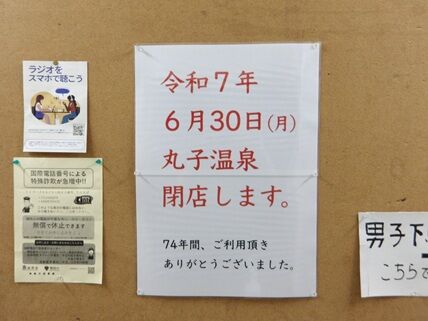 ラジオを
スマホで聴こう
国際電話番号による
特殊詐欺が急増中!!
無償で休止できます
令和7年
6月30日(月)
丸子温泉
閉店します。
74年間、ご利用頂き
ありがとうございました。
男子下
こちら